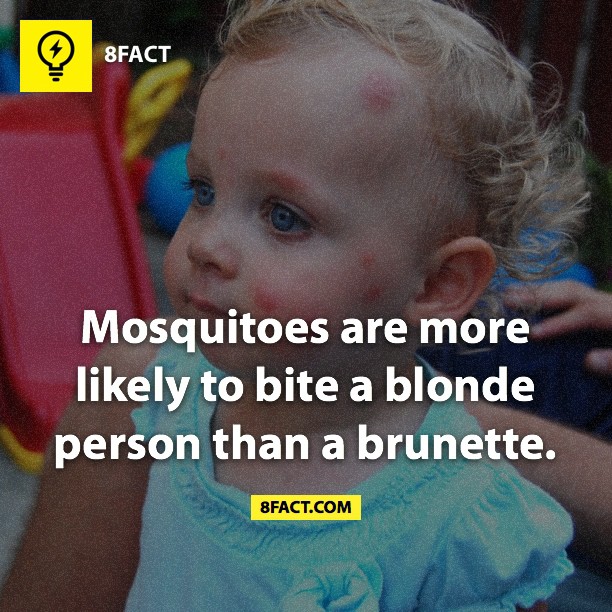 8FACT
Mosquitoes are more
likely to bite a blonde
person than a brunette.
8FACT.COM